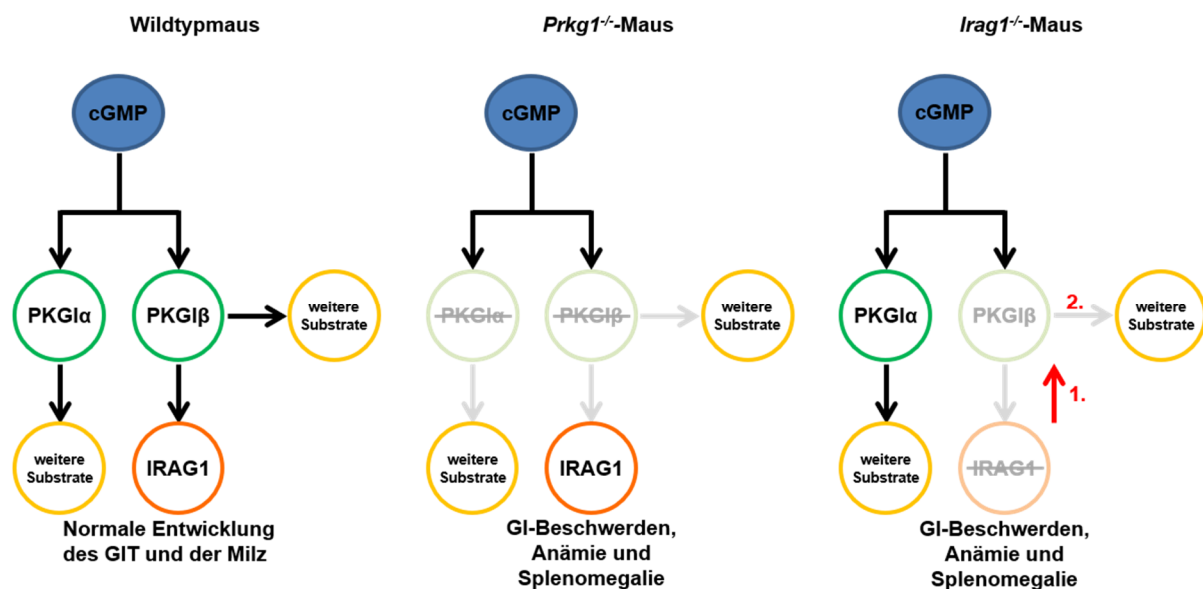 Wildtypmaus
cGMP
PKGIα
PKGIβ
weitere
Substrate
weitere
Substrate
IRAG1
Normale Entwicklung
des GIT und der Milz
Prkg1-/--Maus
cGMP
PKGIα
PKGIβ
weitere
Substrate
weitere
Substrate
IRAG1
GI-Beschwerden,
Anämie und
Splenomegalie
Irag1-/--Maus
cGMP
PKGIα
PKGIβ
2.
weitere
Substrate
1.
weitere
Substrate
IRAG1
GI-Beschwerden,
Anämie und
Splenomegalie